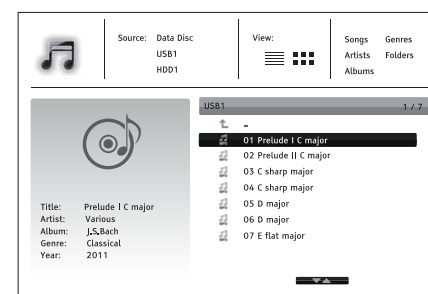 Source: Data Disc
USB1
HDD1
View:
Songs Genres
Artists Folders
Albums
USB1 1 / 7
01 Prelude I C major
02 Prelude II C major
03 C sharp major
04 C sharp major
05 D major
06 D major
07 E flat major
Title: Prelude I C major
Artist: Various
Album: J.S.Bach
Genre: Classical
Year: 2011